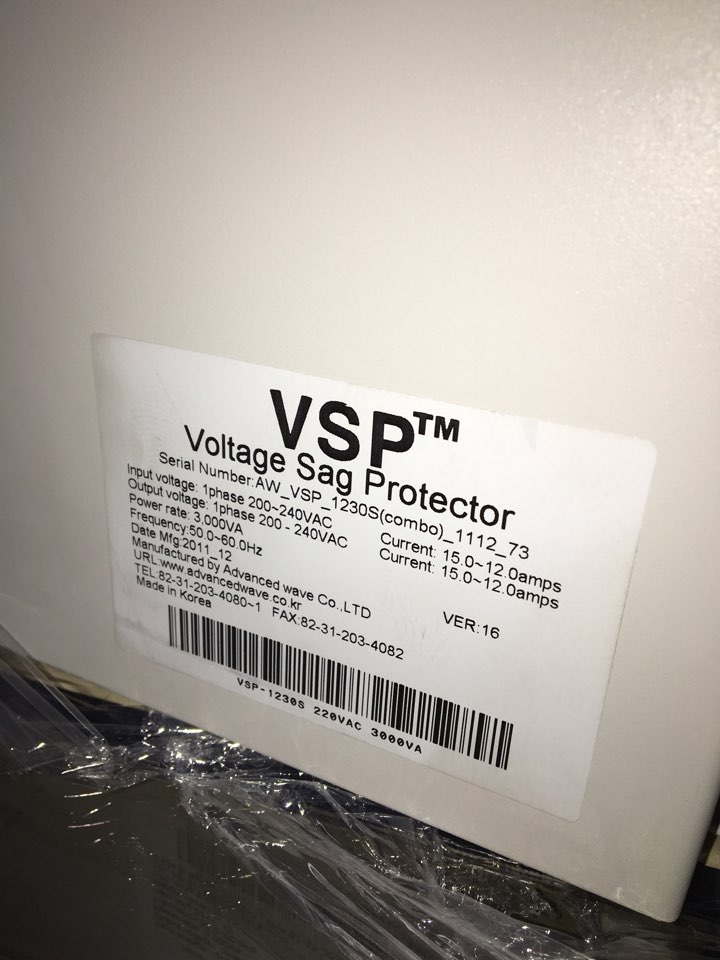 VSP™
Voltage Sag Protector
Serial Number:AW_VSP_1230S(combo)_1112_73
Input voltage: 1phase 200~240VAC Current: 15.0~12.0amps
Output voltage: 1phase 200 - 240VAC Current: 15.0~12.0amps
Power rate: 3,000VA
Frequency:50.0~60.0Hz
Date Mfg:2011_12
Manufactured by Advanced wave Co.,LTD VER:16
URL:www.advancedwave.co.kr
TEL:82-31-203-4080~1 FAX:82-31-203-4082
Made in Korea
VSP-1230S 220VAC 3000VA